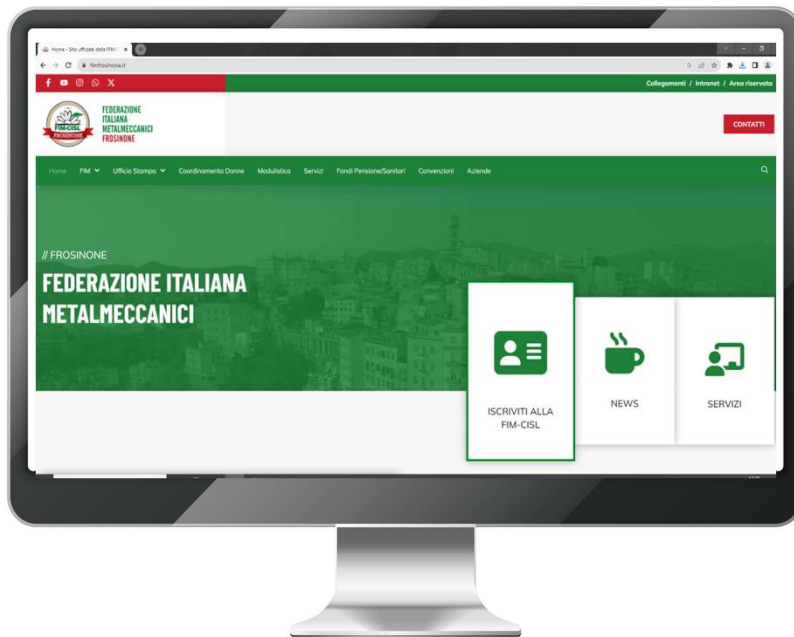 Home - Sito ufficiale della FIM C
fimfrosinone.it
Collegamenti / Intranet / Area riservata
FIM-CISL
FROSINONE
FEDERAZIONE
ITALIANA
METALMECCANICI
FROSINONE
CONTATTI
Home FIM Ufficio Stampa Coordinamento Donne Modulistica Servizi Fondi Pensione/Sanitari Convenzioni Aziende
// FROSINONE
FEDERAZIONE ITALIANA
METALMECCANICI
ISCRIVITI ALLA
FIM-CISL
NEWS
SERVIZI